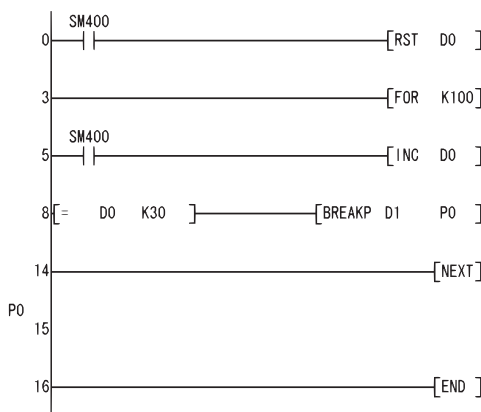 SM400
0 [RST D0 ]
3 [FOR K100]
SM400
5 [INC D0 ]
8 [= D0 K30 ] [BREAKP D1 P0 ]
14 [NEXT]
P0
15
16 [END ]